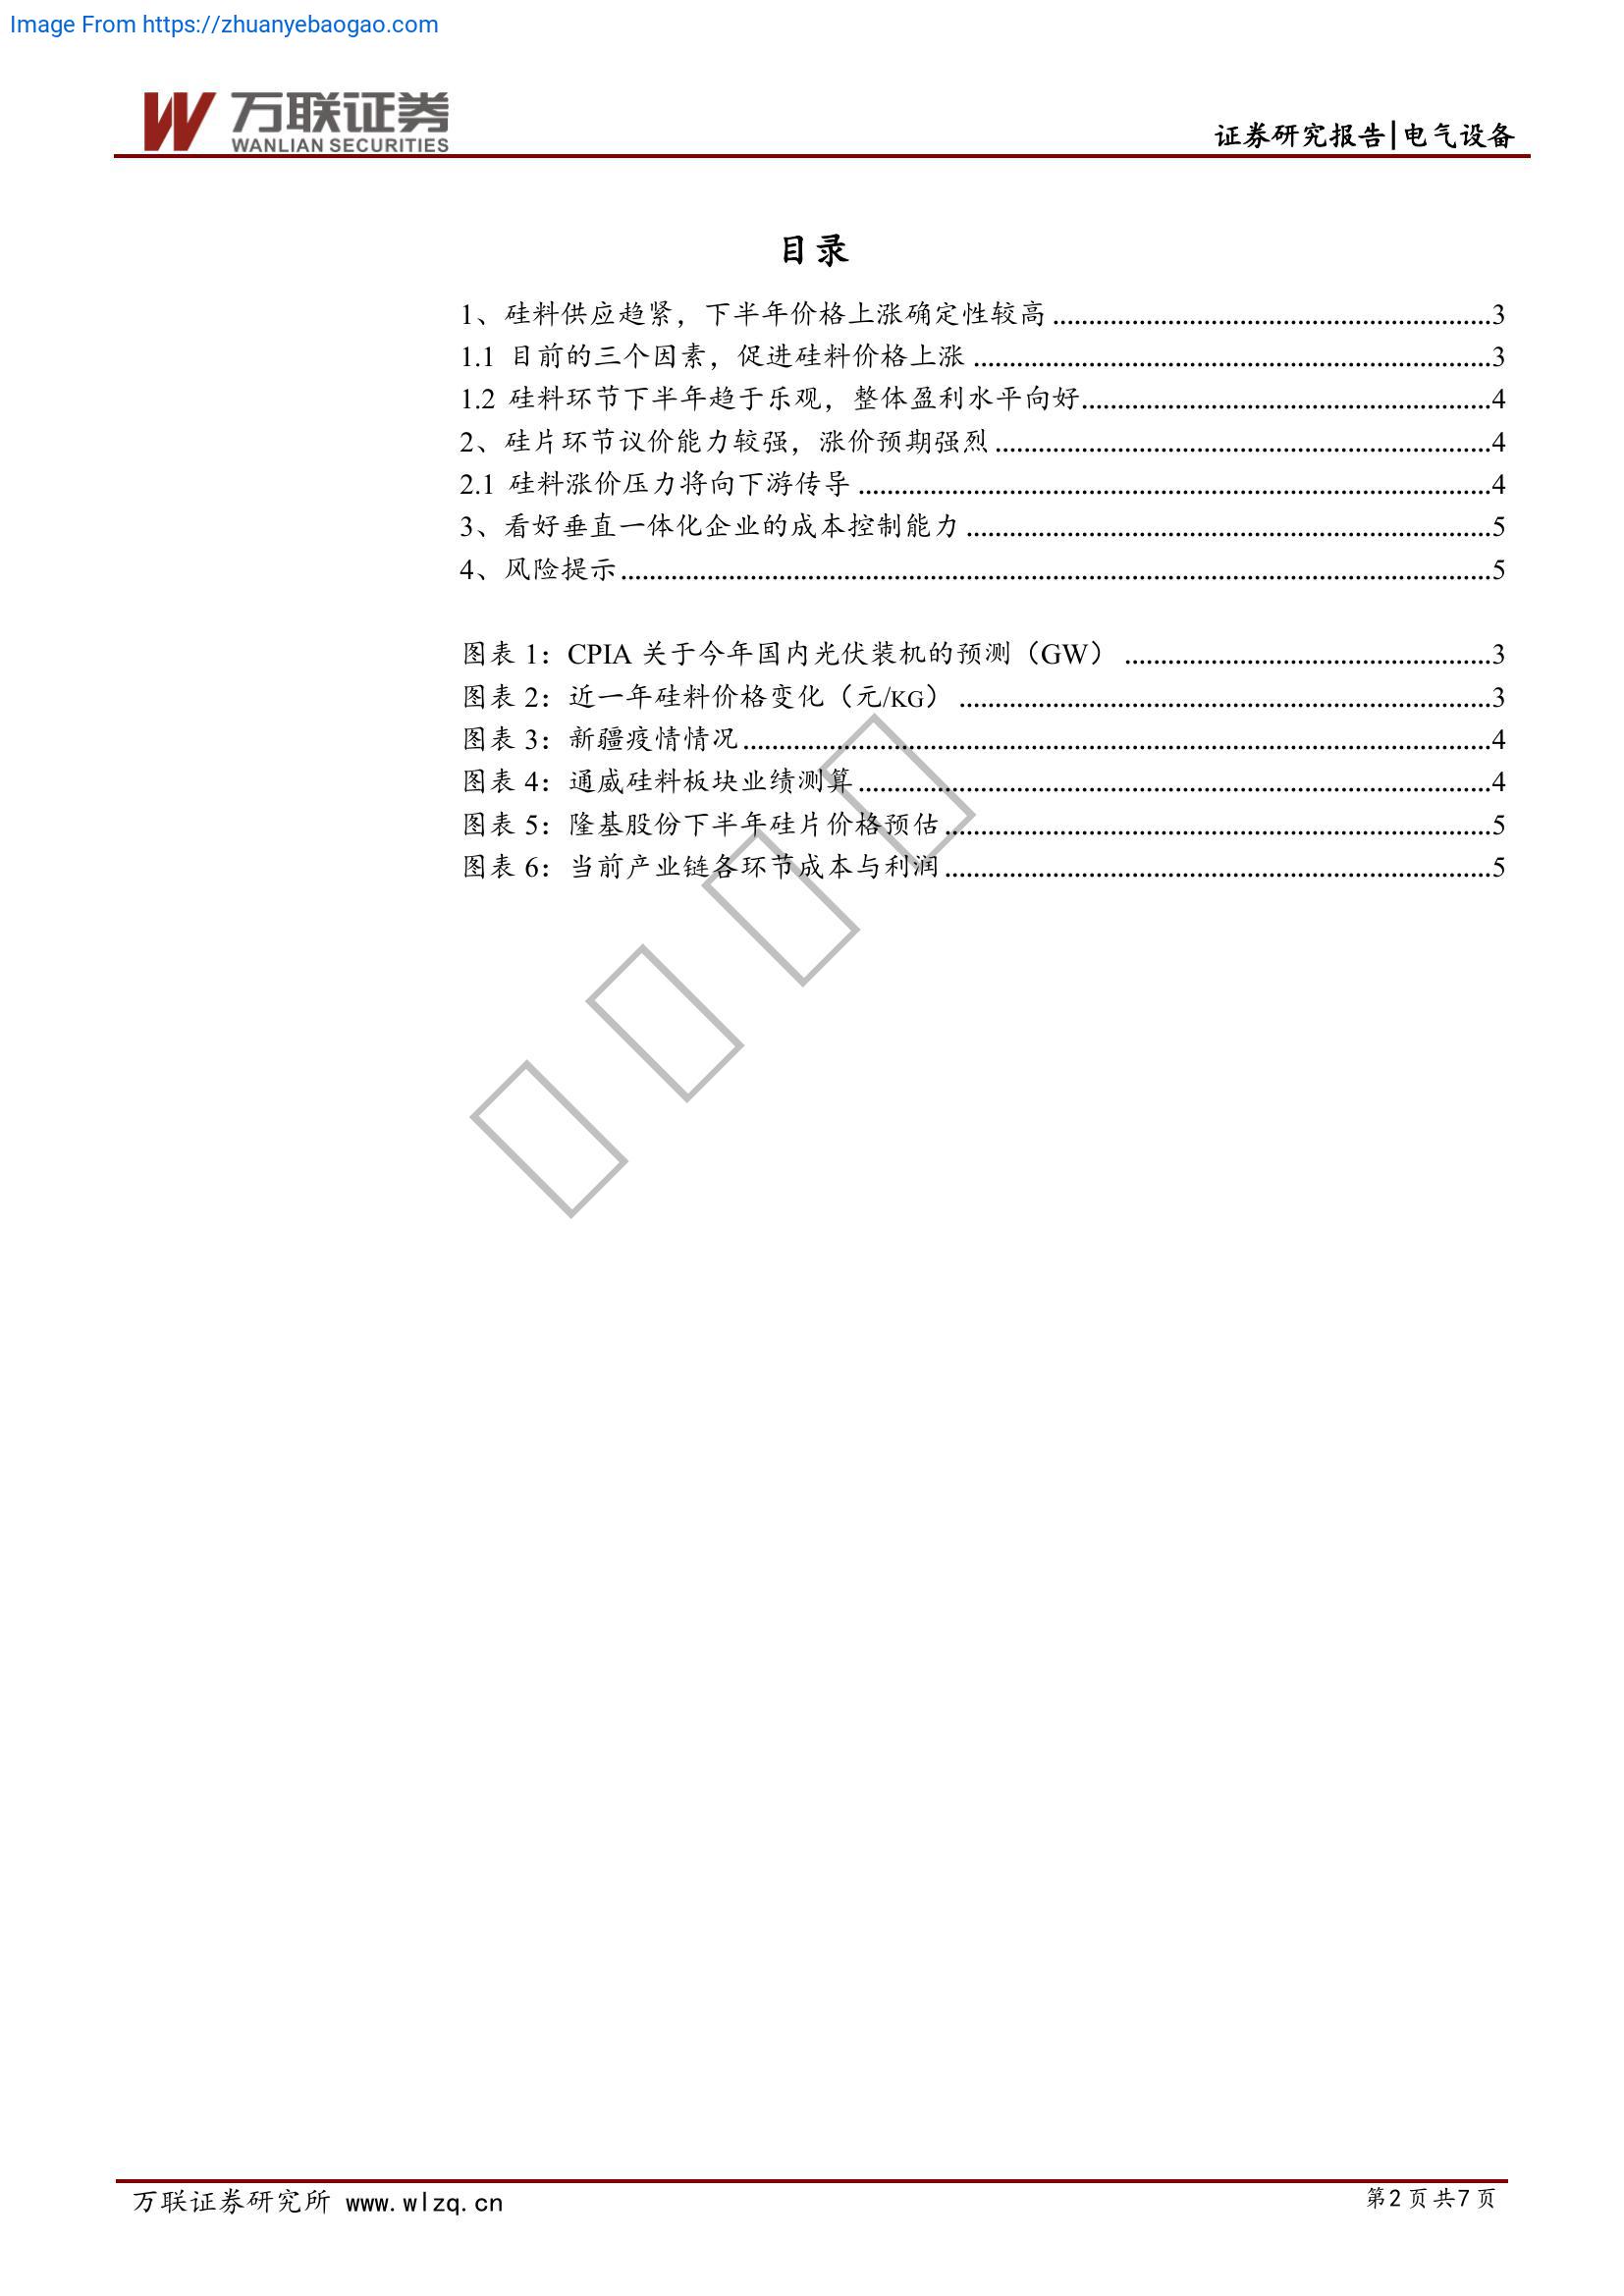 Image From https://zhuanyebaogao.com
万联证券
WANLIAN SECURITIES
证券研究报告|电气设备
目录
1、硅料供应趋紧，下半年价格上涨确定性较高 ............................................................3
1.1 目前的三个因素，促进硅料价格上涨 ............................................................3
1.2 硅料环节下半年趋于乐观，整体盈利水平向好............................................................4
2、硅片环节议价能力较强，涨价预期强烈 ............................................................4
2.1 硅料涨价压力将向下游传导 ............................................................4
3、看好垂直一体化企业的成本控制能力 ............................................................5
4、风险提示............................................................5
图表 1：CPIA 关于今年国内光伏装机的预测（GW） ............................................................3
图表 2：近一年硅料价格变化（元/KG） ............................................................3
图表 3：新疆疫情情况............................................................4
图表 4：通威硅料板块业绩测算............................................................4
图表 5：隆基股份下半年硅片价格预估............................................................5
图表 6：当前产业链各环节成本与利润............................................................5
万联证券研究所 www.wlzq.cn
第2页共7页